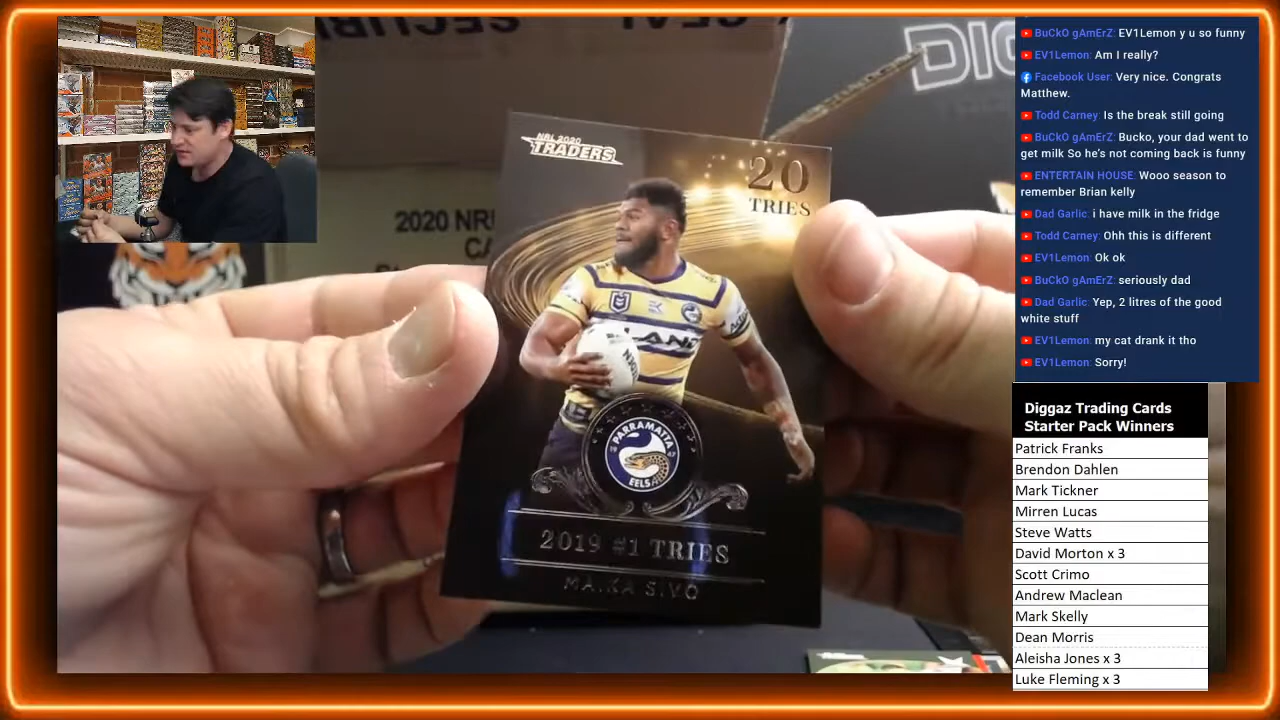 2020 NRL
CA
DIG
NRL 2020
TRADERS
20
TRIES
PARRAMATTA
EELS
2019 #1 TRIES
MAIKA SIVO
BuCkO gAmErZ: EV1Lemon y u so funny
EV1Lemon: Am I really?
Facebook User: Very nice. Congrats
Matthew.
Todd Carney: Is the break still going
BuCkO gAmErZ: Bucko, your dad went to
get milk So he's not coming back is funny
ENTERTAIN HOUSE: Wooo season to
remember Brian kelly
Dad Garlic: i have milk in the fridge
Todd Carney: Ohh this is different
EV1Lemon: Ok ok
BuCkO gAmErZ: seriously dad
Dad Garlic: Yep, 2 litres of the good
white stuff
EV1Lemon: my cat drank it tho
EV1Lemon: Sorry!
Diggaz Trading Cards
Starter Pack Winners
Patrick Franks
Brendon Dahlen
Mark Tickner
Mirren Lucas
Steve Watts
David Morton x 3
Scott Crimo
Andrew Maclean
Mark Skelly
Dean Morris
Aleisha Jones x 3
Luke Fleming x 3